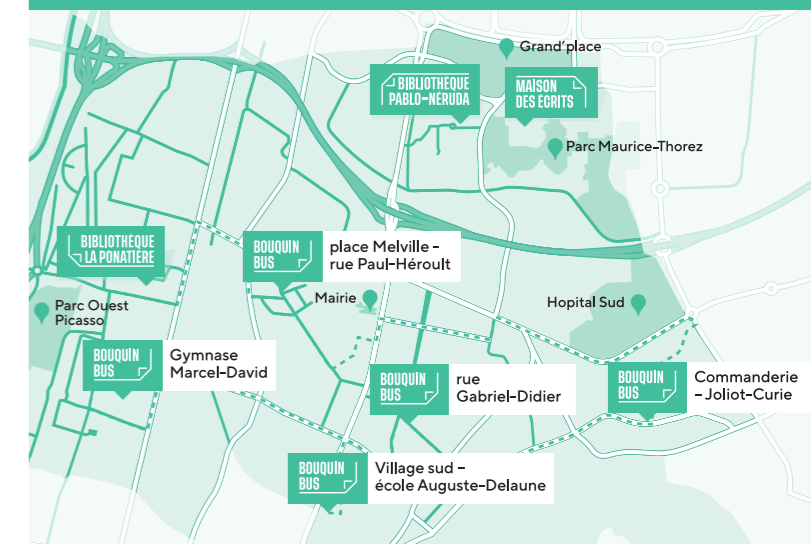 Grand'place
BIBLIOTHÈQUE
PABLO-NÉRUDA
MAISON
DES ÉCRITS
Parc Maurice-Thorez
BIBLIOTHÈQUE
LA PONATIÈRE
BOUQUIN
BUS
place Melville –
rue Paul-Héroult
Mairie
Hopital Sud
Parc Ouest
Picasso
BOUQUIN
BUS
Gymnase
Marcel-David
BOUQUIN
BUS
rue
Gabriel-Didier
BOUQUIN
BUS
Commanderie
– Joliot-Curie
BOUQUIN
BUS
Village sud –
école Auguste-Delaune